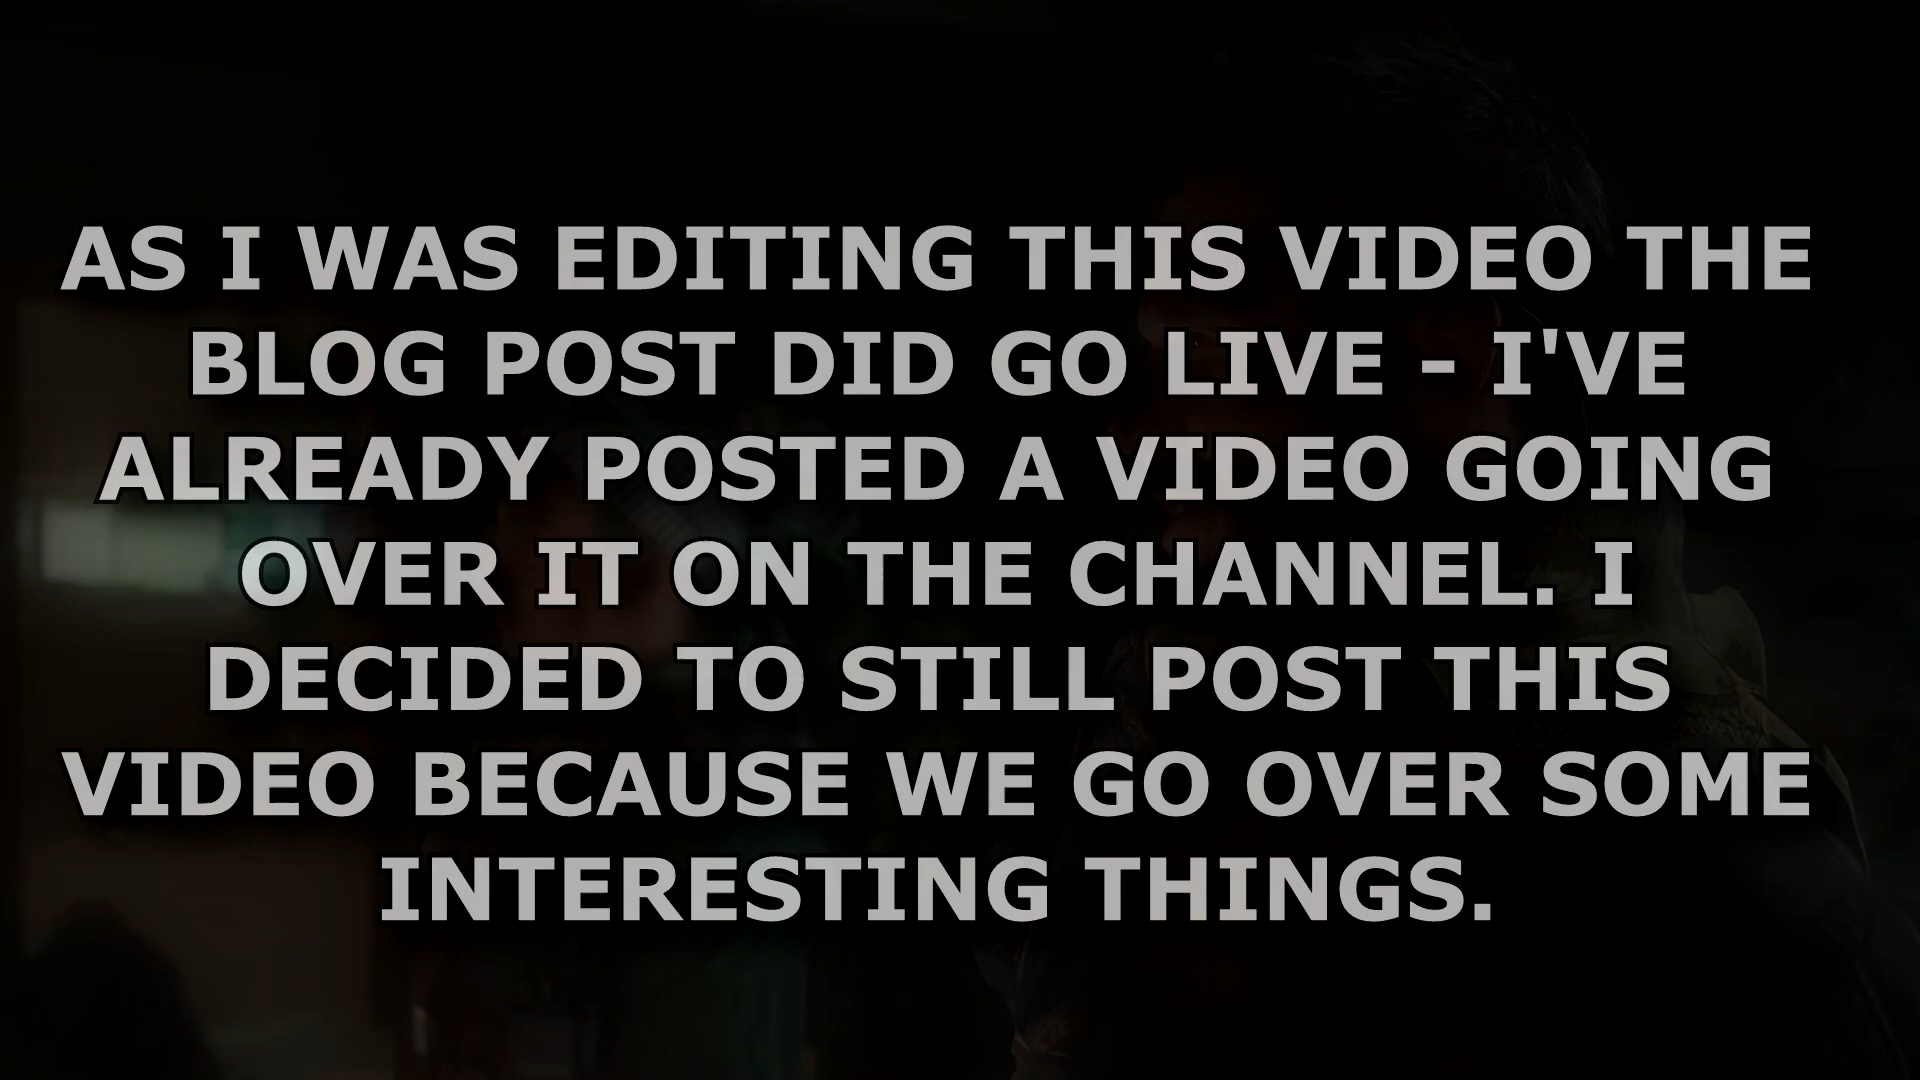 AS I WAS EDITING THIS VIDEO THE
BLOG POST DID GO LIVE - I'VE
ALREADY POSTED A VIDEO GOING
OVER IT ON THE CHANNEL. I
DECIDED TO STILL POST THIS
VIDEO BECAUSE WE GO OVER SOME
INTERESTING THINGS.